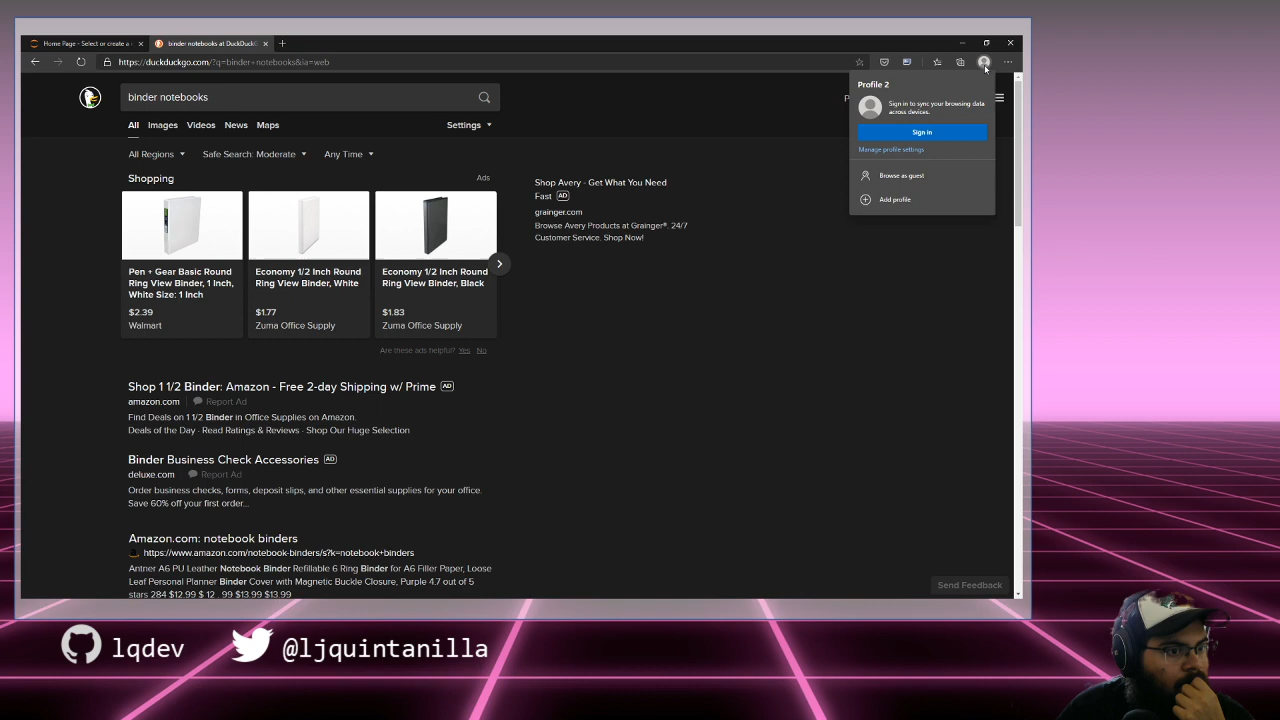 Home Page - Select or create a
binder notebooks at DuckDuck
https://duckduckgo.com/?q=binder+notebooks&ia=web
binder notebooks
All Images Videos News Maps
Settings
All Regions Safe Search: Moderate Any Time
Shopping
Ads
Pen + Gear Basic Round
Ring View Binder, 1 Inch,
White Size: 1 Inch
$2.39
Walmart
Economy 1/2 Inch Round
Ring View Binder, White
$1.77
Zuma Office Supply
Economy 1/2 Inch Round
Ring View Binder, Black
$1.83
Zuma Office Supply
Are these ads helpful? Yes No
Shop Avery - Get What You Need
Fast AD
grainger.com
Browse Avery Products at Grainger®. 24/7
Customer Service. Shop Now!
Profile 2
Sign in to sync your browsing data
across devices.
Sign in
Manage profile settings
Browse as guest
Add profile
Shop 1 1/2 Binder: Amazon - Free 2-day Shipping w/ Prime AD
amazon.com Report Ad
Find Deals on 1 1/2 Binder in Office Supplies on Amazon.
Deals of the Day · Read Ratings & Reviews · Shop Our Huge Selection
Binder Business Check Accessories AD
deluxe.com Report Ad
Order business checks, forms, deposit slips, and other essential supplies for your office.
Save 60% off your first order...
Amazon.com: notebook binders
https://www.amazon.com/notebook-binders/s?k=notebook+binders
Antner A6 PU Leather Notebook Binder Refillable 6 Ring Binder for A6 Filler Paper, Loose
Leaf Personal Planner Binder Cover with Magnetic Buckle Closure, Purple 4.7 out of 5
stars 284 $12.99 $ 12 . 99 $13.99 $13.99
Send Feedback
lqdev
@ljquintanilla